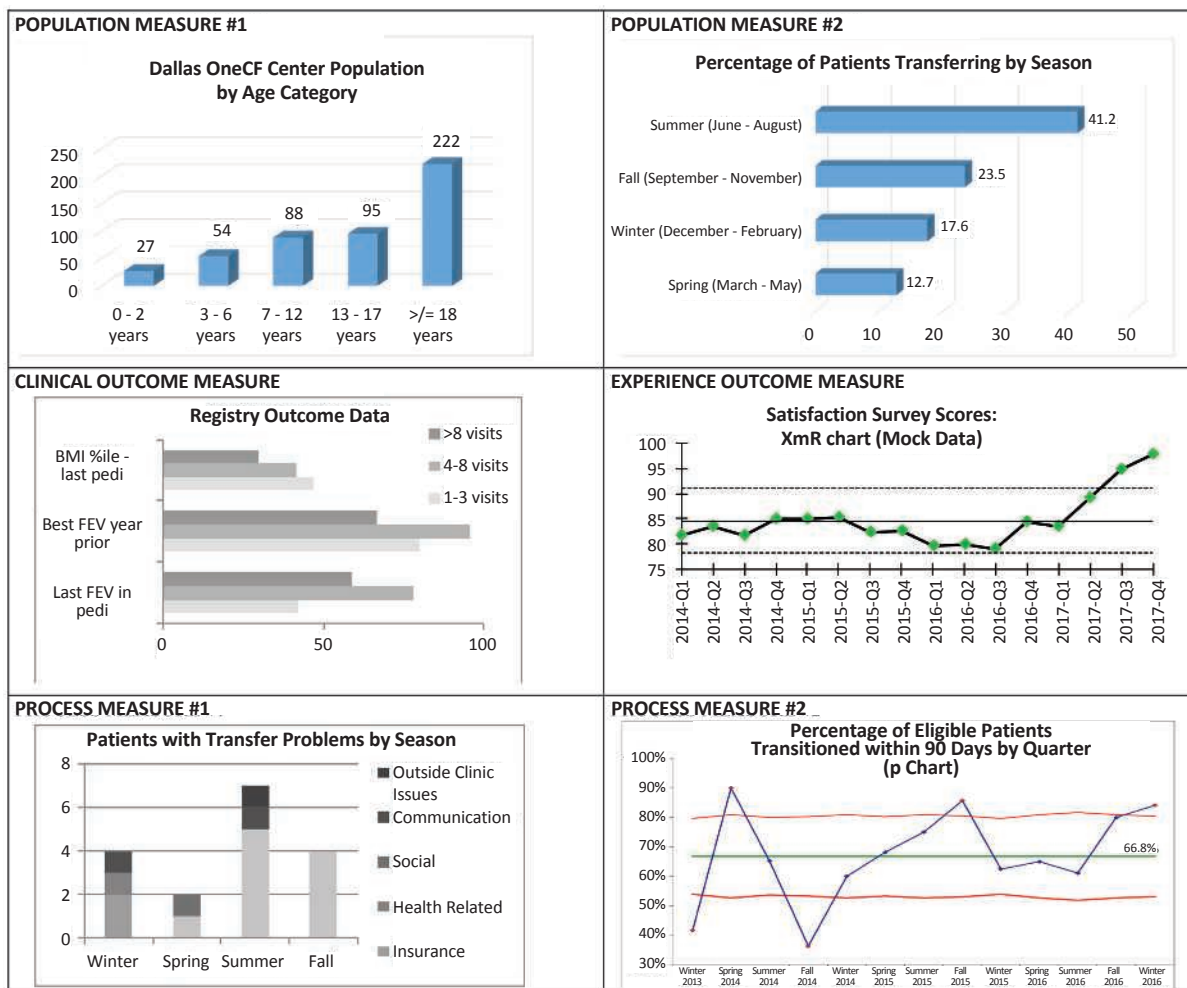 POPULATION MEASURE #1
Dallas OneCF Center Population
by Age Category
250
200
150
100
50
0
27
54
88
95
222
0 - 2
years
3 - 6
years
7 - 12
years
13 - 17
years
>/= 18
years
POPULATION MEASURE #2
Percentage of Patients Transferring by Season
Summer (June - August)
41.2
Fall (September - November)
23.5
Winter (December - February)
17.6
Spring (March - May)
12.7
0 10 20 30 40 50
CLINICAL OUTCOME MEASURE
Registry Outcome Data
>8 visits
4-8 visits
1-3 visits
BMI %ile -
last pedi
Best FEV year
prior
Last FEV in
pedi
0 50 100
EXPERIENCE OUTCOME MEASURE
Satisfaction Survey Scores:
XmR chart (Mock Data)
100
95
90
85
80
75
2014-Q1
2014-Q2
2014-Q3
2014-Q4
2015-Q1
2015-Q2
2015-Q3
2015-Q4
2016-Q1
2016-Q2
2016-Q3
2016-Q4
2017-Q1
2017-Q2
2017-Q3
2017-Q4
PROCESS MEASURE #1
Patients with Transfer Problems by Season
8
6
4
2
0
Winter Spring Summer Fall
Outside Clinic
Issues
Communication
Social
Health Related
Insurance
PROCESS MEASURE #2
Percentage of Eligible Patients
Transitioned within 90 Days by Quarter
(p Chart)
100%
90%
80%
70%
60%
50%
40%
30%
66.8%
Winter
2013
Spring
2014
Summer
2014
Fall
2014
Winter
2014
Spring
2015
Summer
2015
Fall
2015
Winter
2015
Spring
2016
Summer
2016
Fall
2016
Winter
2016